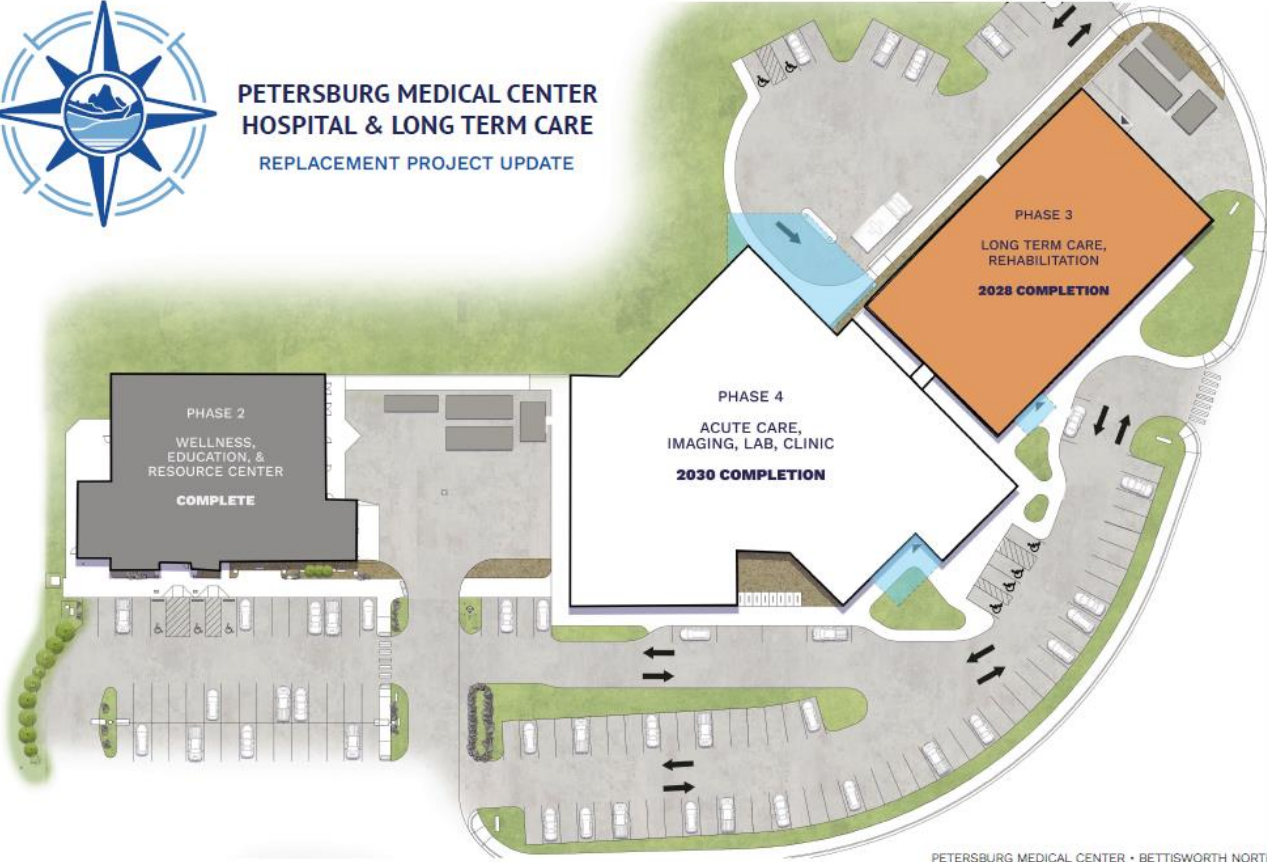 PETERSBURG MEDICAL CENTER
HOSPITAL & LONG TERM CARE
REPLACEMENT PROJECT UPDATE
PHASE 3
LONG TERM CARE,
REHABILITATION
2028 COMPLETION
PHASE 2
WELLNESS,
EDUCATION, &
RESOURCE CENTER
COMPLETE
PHASE 4
ACUTE CARE,
IMAGING, LAB, CLINIC
2030 COMPLETION
PETERSBURG MEDICAL CENTER • BETTISWORTH NORT